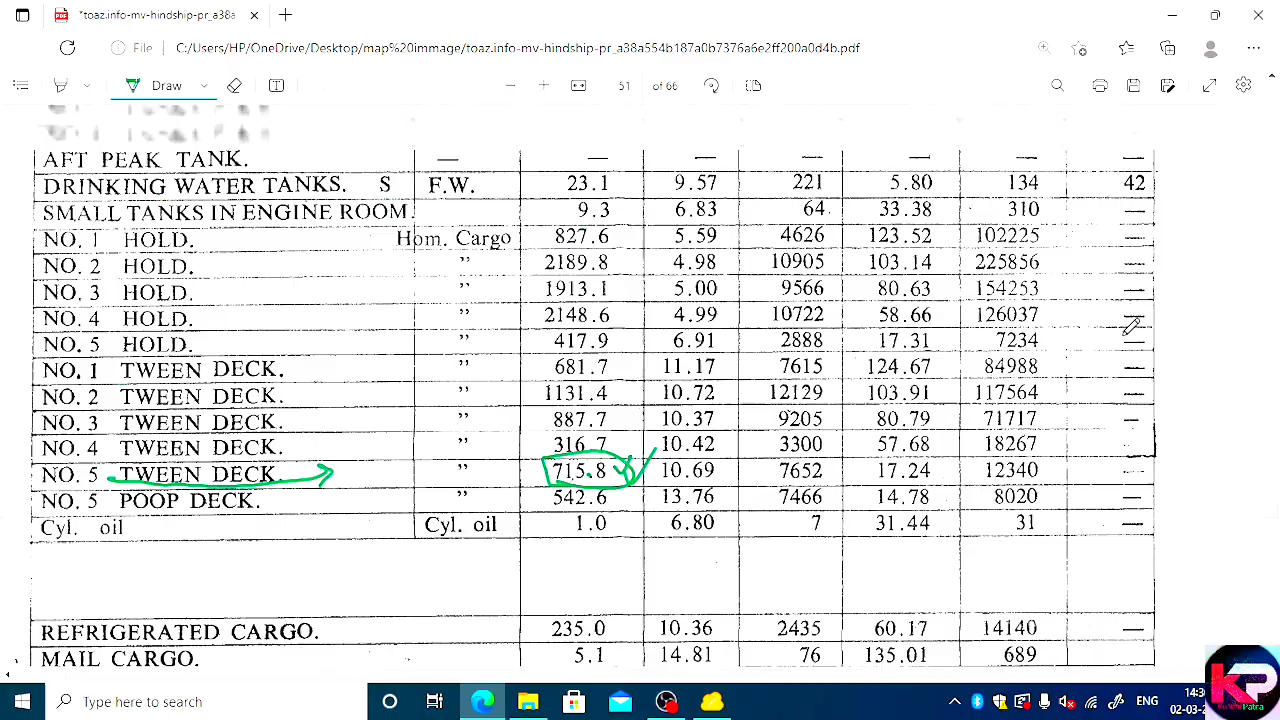 *toaz.info-mv-hindship-pr_a38a
File C:/Users/HP/OneDrive/Desktop/map%20immage/toaz.info-mv-hindship-pr_a38a554b187a0b7376a6e2ff200a0d4b.pdf
Draw 51 of 66
AFT PEAK TANK. — — — — — — —
DRINKING WATER TANKS. S F.W. 23.1 9.57 221 5.80 134 42
SMALL TANKS IN ENGINE ROOM. 9.3 6.83 64 33.38 310 —
NO. 1 HOLD. Hom. Cargo 827.6 5.59 4626 123.52 102225 —
NO. 2 HOLD. ” 2189.8 4.98 10905 103.14 225856 —
NO. 3 HOLD. ” 1913.1 5.00 9566 80.63 154253 —
NO. 4 HOLD. ” 2148.6 4.99 10722 58.66 126037 —
NO. 5 HOLD. ” 417.9 6.91 2888 17.31 7234 —
NO. 1 TWEEN DECK. ” 681.7 11.17 7615 124.67 84988 —
NO. 2 TWEEN DECK. ” 1131.4 10.72 12129 103.91 117564 —
NO. 3 TWEEN DECK. ” 887.7 10.37 9205 80.79 71717 —
NO. 4 TWEEN DECK. ” 316.7 10.42 3300 57.68 18267 —
NO. 5 TWEEN DECK. ” 715.8 10.69 7652 17.24 12340 —
NO. 5 POOP DECK. ” 542.6 13.76 7466 14.78 8020 —
Cyl. oil Cyl. oil 1.0 6.80 7 31.44 31 —
REFRIGERATED CARGO. 235.0 10.36 2435 60.17 14140 —
MAIL CARGO. 5.1 14.81 76 135.01 689
KP
Patra
Type here to search
ENG
14:3
02-03-2